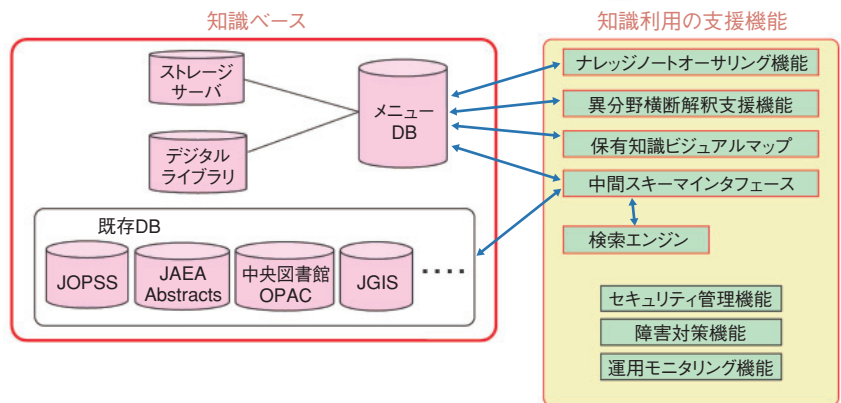 知識ベース
ストレージ
サーバ
デジタル
ライブラリ
メニュー
DB
既存DB
JOPSS
JAEA
Abstracts
中央図書館
OPAC
JGIS
････
知識利用の支援機能
ナレッジノートオーサリング機能
異分野横断解釈支援機能
保有知識ビジュアルマップ
中間スキーマインタフェース
検索エンジン
セキュリティ管理機能
障害対策機能
運用モニタリング機能